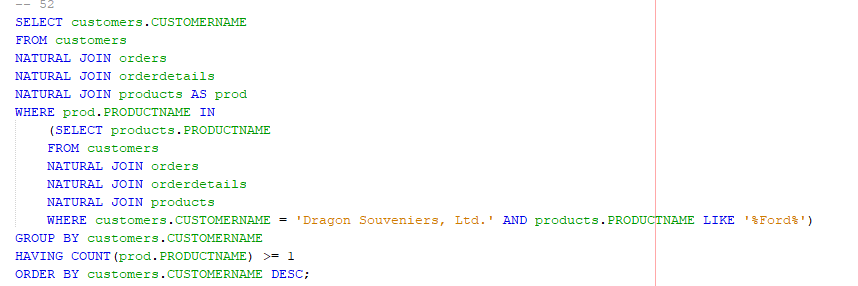 -- 52
SELECT customers.CUSTOMERNAME
FROM customers
NATURAL JOIN orders
NATURAL JOIN orderdetails
NATURAL JOIN products AS prod
WHERE prod.PRODUCTNAME IN
(SELECT products.PRODUCTNAME
FROM customers
NATURAL JOIN orders
NATURAL JOIN orderdetails
NATURAL JOIN products
WHERE customers.CUSTOMERNAME = 'Dragon Souveniers, Ltd.' AND products.PRODUCTNAME LIKE '%Ford%')
GROUP BY customers.CUSTOMERNAME
HAVING COUNT(prod.PRODUCTNAME) >= 1
ORDER BY customers.CUSTOMERNAME DESC;